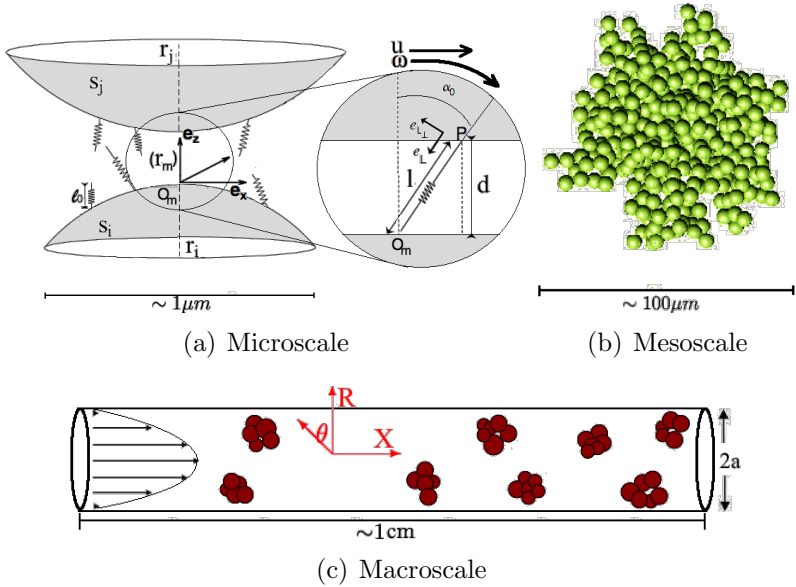 r_j
S_j
e_z
(r_m)
ℓ_0
O_m
e_x
S_i
r_i
~ 1μm
u
ω
α_0
e_L⊥
P
e_L
l
d
O_m
(a) Microscale
~ 100μm
(b) Mesoscale
R
θ
X
2a
~1cm
(c) Macroscale